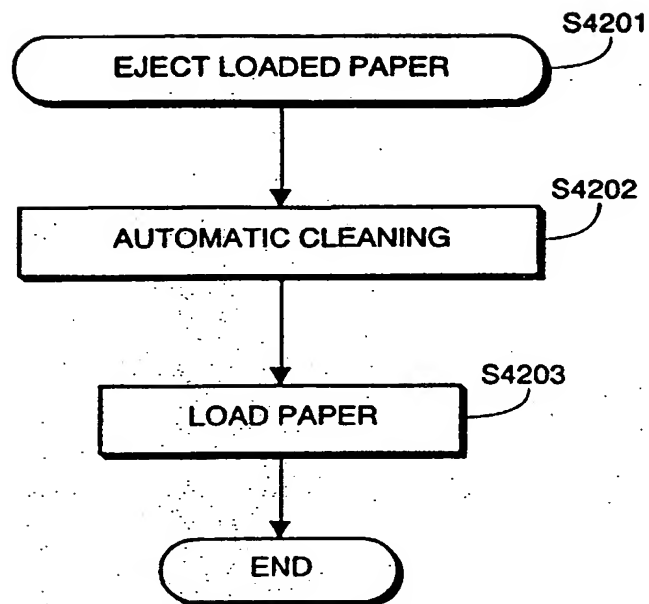 S4201
EJECT LOADED PAPER
S4202
AUTOMATIC CLEANING
S4203
LOAD PAPER
END